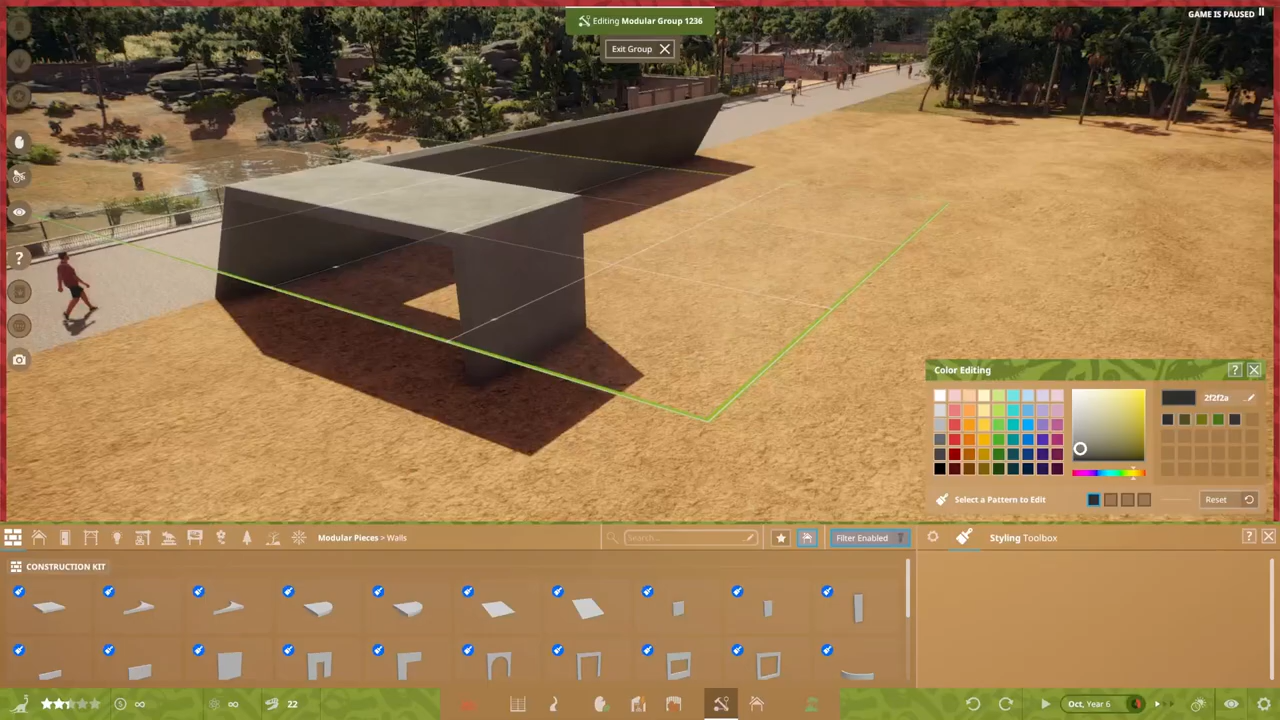 Editing Modular Group 1236
Exit Group
GAME IS PAUSED
?
Color Editing
?
2f2f2a
Select a Pattern to Edit
Reset
Modular Pieces > Walls
Search...
Filter Enabled
Styling Toolbox
?
CONSTRUCTION KIT
∞
∞
22
Oct, Year 6